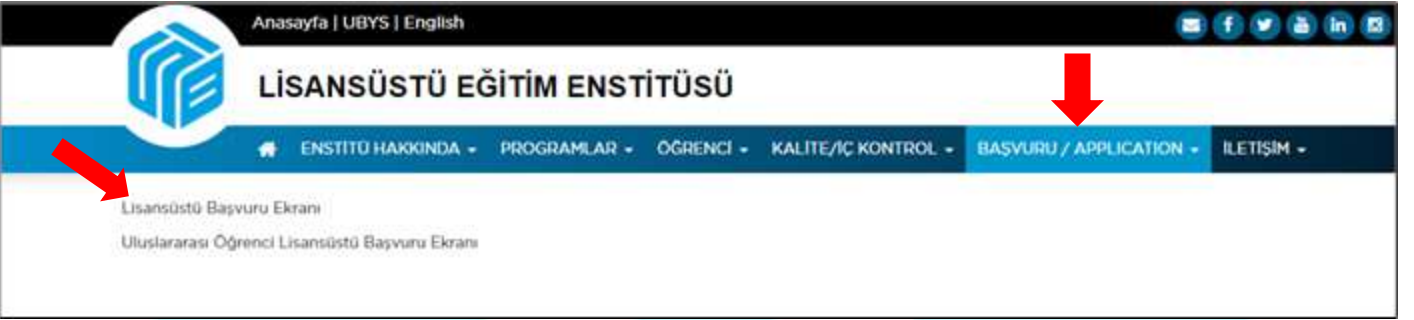 Anasayfa | UBYS | English
LİSANSÜSTÜ EĞİTİM ENSTİTÜSÜ
ENSTİTÜ HAKKINDA PROGRAMLAR ÖĞRENCİ KALİTE/İÇ KONTROL BAŞVURU / APPLICATION İLETİŞİM
Lisansüstü Başvuru Ekranı
Uluslararası Öğrenci Lisansüstü Başvuru Ekranı